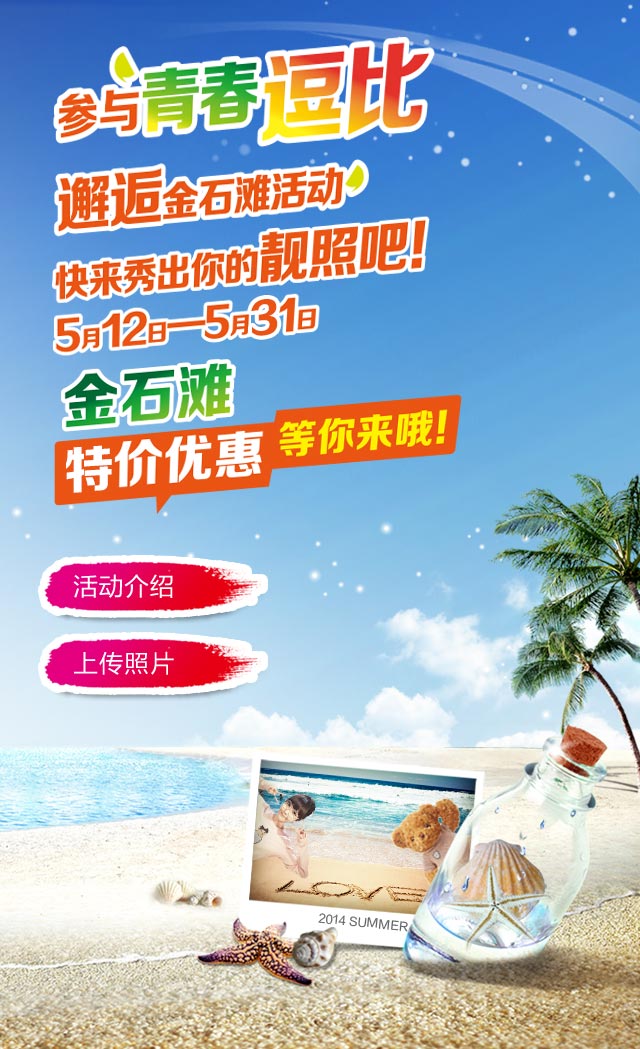 参与青春逗比
邂逅金石滩活动
快来秀出你的靓照吧!
5月12日—5月31日
金石滩
特价优惠 等你来哦!
活动介绍
上传照片
LOVE
2014 SUMMER